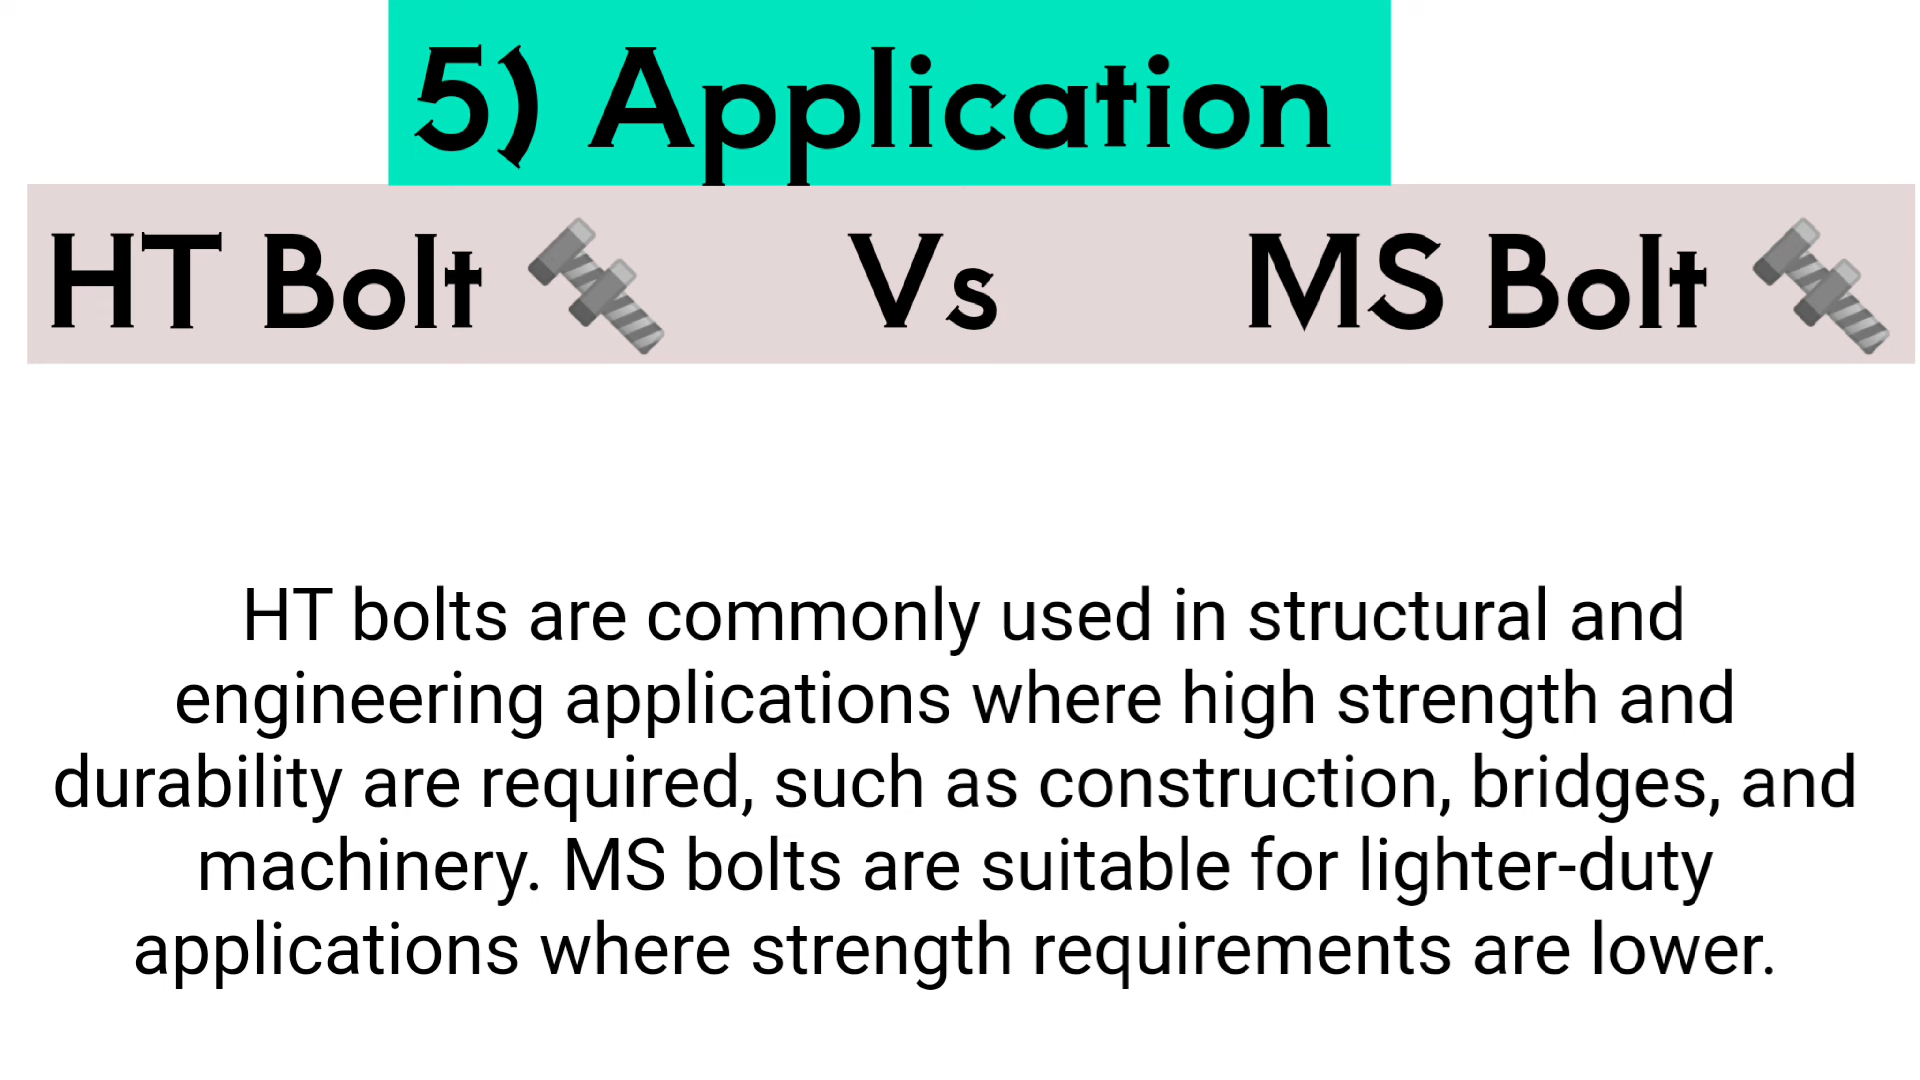 5) Application
HT Bolt 🔩 Vs MS Bolt 🔩
HT bolts are commonly used in structural and
engineering applications where high strength and
durability are required, such as construction, bridges, and
machinery. MS bolts are suitable for lighter-duty
applications where strength requirements are lower.